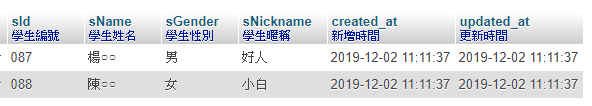 sId sName sGender sNickname created_at updated_at
學生編號 學生姓名 學生性別 學生暱稱 新增時間 更新時間
087 楊○○ 男 好人 2019-12-02 11:11:37 2019-12-02 11:11:37
088 陳○○ 女 小白 2019-12-02 11:11:37 2019-12-02 11:11:37